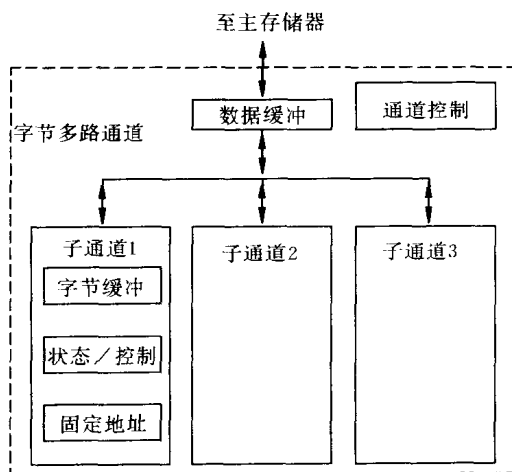 至主存储器
数据缓冲
通道控制
字节多路通道
子通道1
子通道2
子通道3
字节缓冲
状态／控制
固定地址